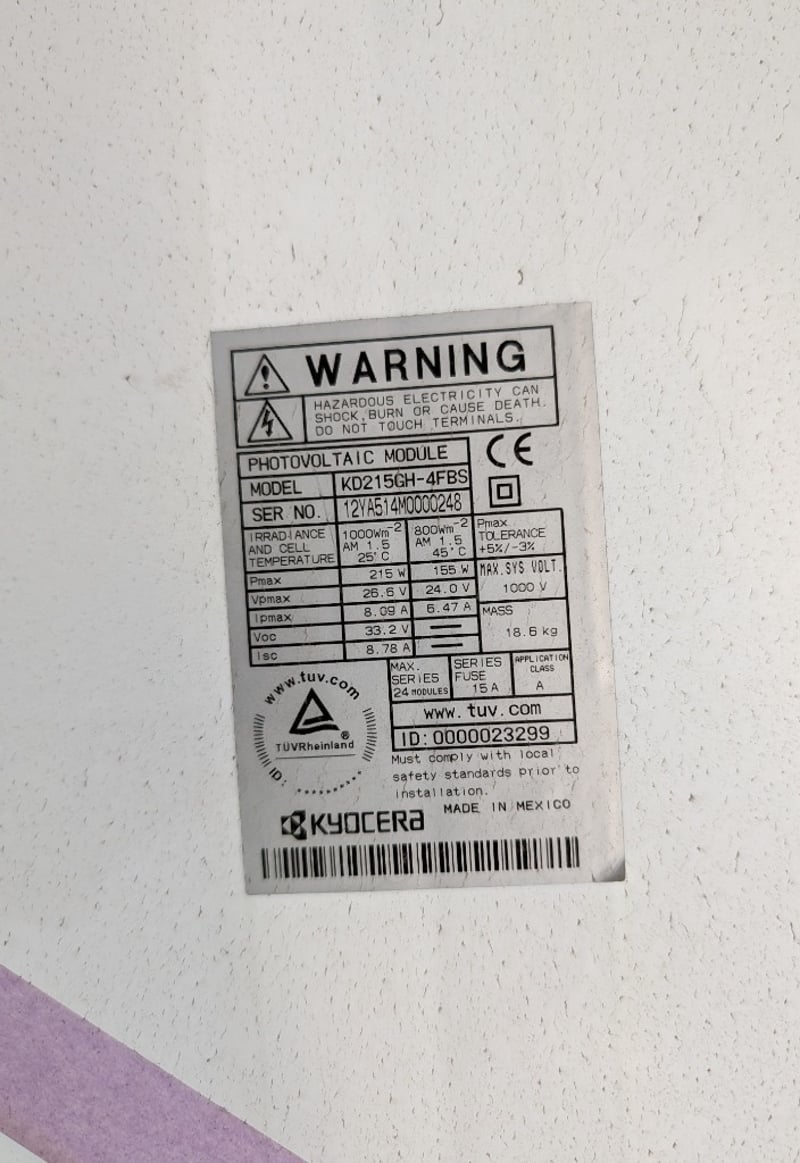 WARNING
HAZARDOUS ELECTRICITY CAN
SHOCK, BURN OR CAUSE DEATH.
DO NOT TOUCH TERMINALS.
PHOTOVOLTAIC MODULE
CE
MODEL KD215GH-4FBS
SER NO. 12YA514M0000248
IRRADIANCE AND CELL TEMPERATURE 1000Wm-2 AM 1.5 25°C 800Wm-2 AM 1.5 45°C
Pmax TOLERANCE +5%/-3%
Pmax 215 W 155 W
MAX.SYS VOLT.
Vpmax 26.6 V 24.0 V
1000 V
Ipmax 8.09 A 6.47 A
MASS
Voc 33.2 V
18.6 kg
Isc 8.78 A
MAX. SERIES 24 MODULES
SERIES FUSE 15 A
APPLICATION CLASS A
www.tuv.com
TÜVRheinland ®
ID:
www.tuv.com
ID:0000023299
Must comply with local
safety standards prior to
installation.
MADE IN MEXICO
KYOCERA